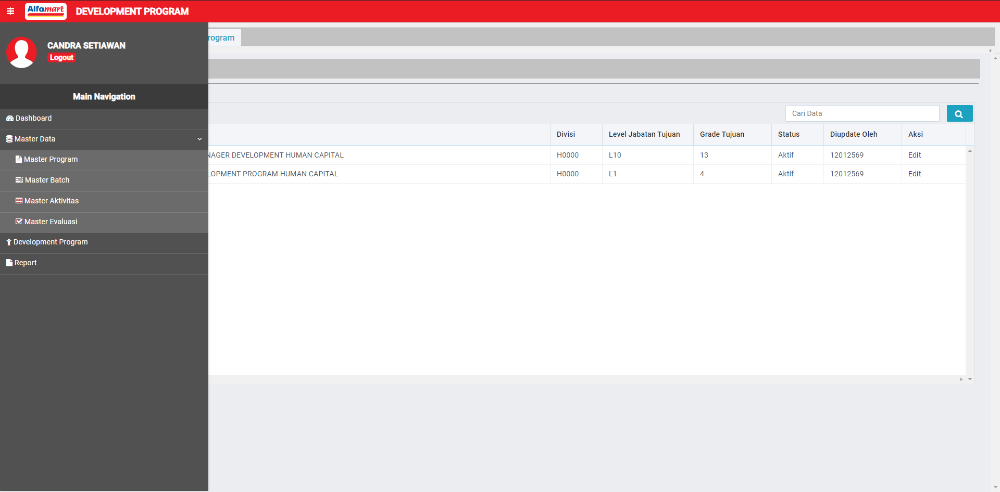 Alfamart DEVELOPMENT PROGRAM
CANDRA SETIAWAN
Logout
Main Navigation
Dashboard
Master Data
Master Program
Master Batch
Master Aktivitas
Master Evaluasi
Development Program
Report
rogram
Cari Data
Divisi Level Jabatan Tujuan Grade Tujuan Status Diupdate Oleh Aksi
NAGER DEVELOPMENT HUMAN CAPITAL H0000 L10 13 Aktif 12012569 Edit
LOPMENT PROGRAM HUMAN CAPITAL H0000 L1 4 Aktif 12012569 Edit